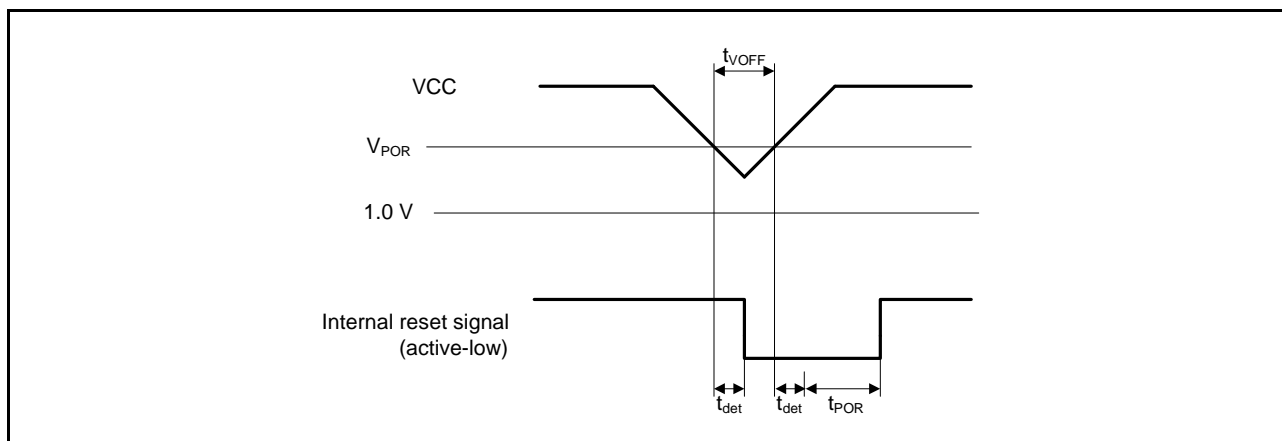 tVOFF
VCC
VPOR
1.0 V
Internal reset signal
(active-low)
tdet
tdet
tPOR